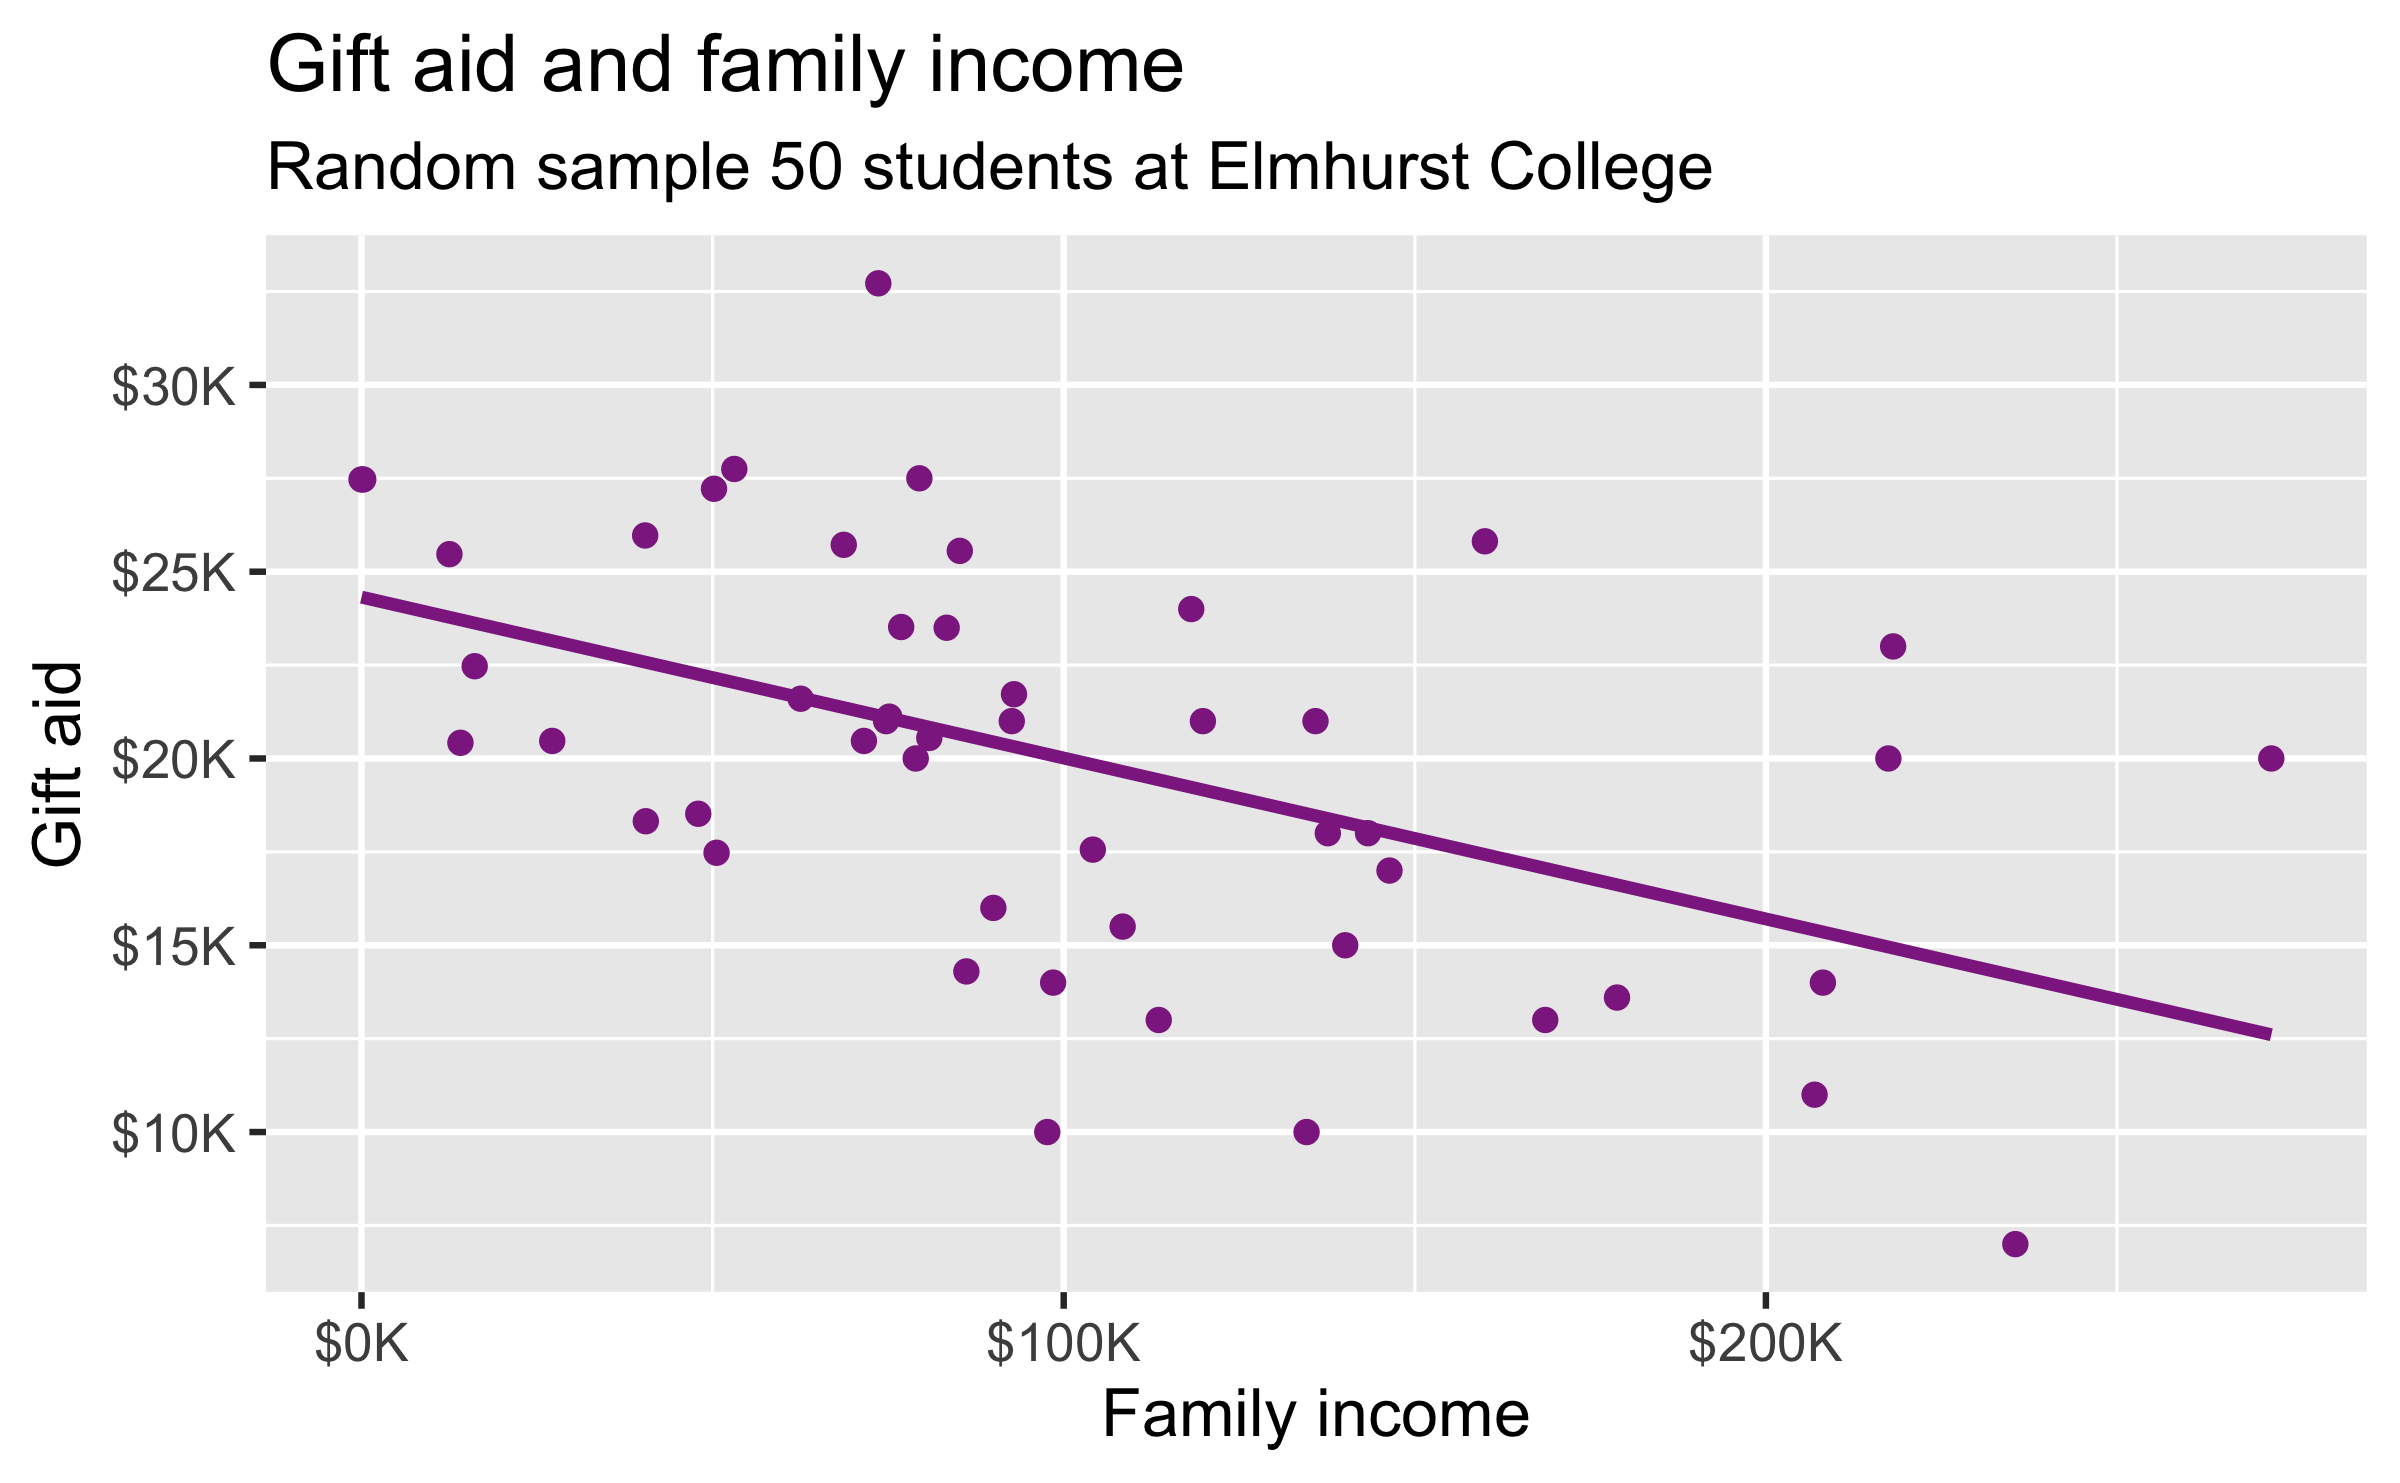 Gift aid and family income
Random sample 50 students at Elmhurst College
Gift aid
$30K
$25K
$20K
$15K
$10K
$0K
$100K
$200K
Family income